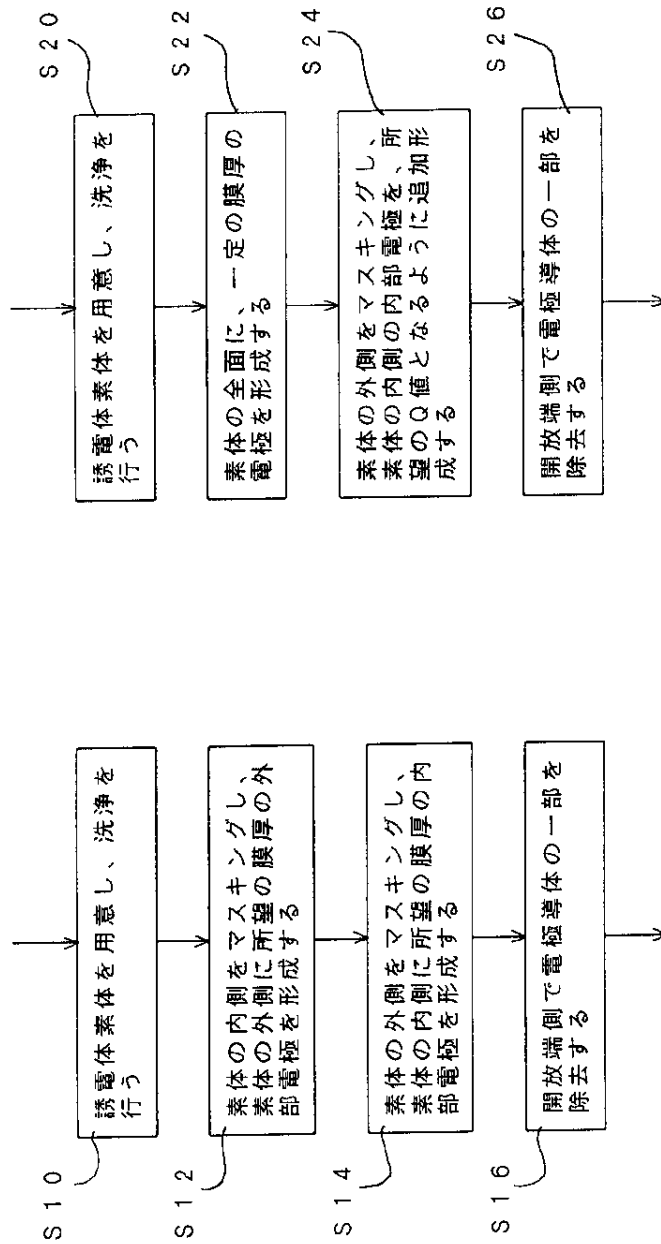 S10
誘電体素体を用意し、洗浄を
行う
S12
素体の内側をマスキングし、
素体の外側に所望の膜厚の外
部電極を形成する
S14
素体の外側をマスキングし、
素体の内側に所望の膜厚の内
部電極を形成する
S16
開放端側で電極導体の一部を
除去する
S20
誘電体素体を用意し、洗浄を
行う
S22
素体の全面に、一定の膜厚の
電極を形成する
S24
素体の外側をマスキングし、
素体の内側の内部電極を、所
望のQ値となるように追加形
成する
S26
開放端側で電極導体の一部を
除去する